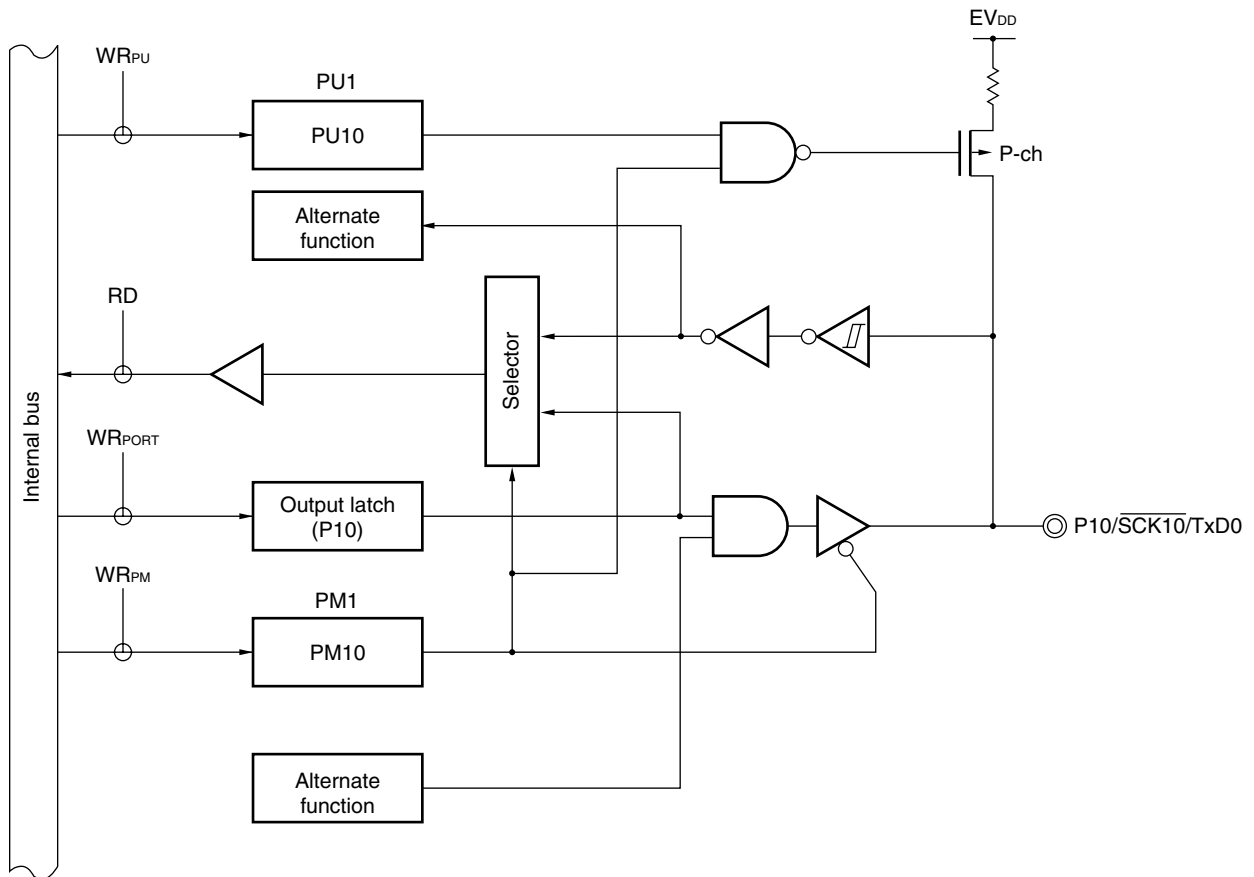 EVDD
WRPU
PU1
PU10
P-ch
Alternate
function
RD
Selector
Internal bus
WRPORT
Output latch
(P10)
P10/SCK10/TxD0
WRPM
PM1
PM10
Alternate
function